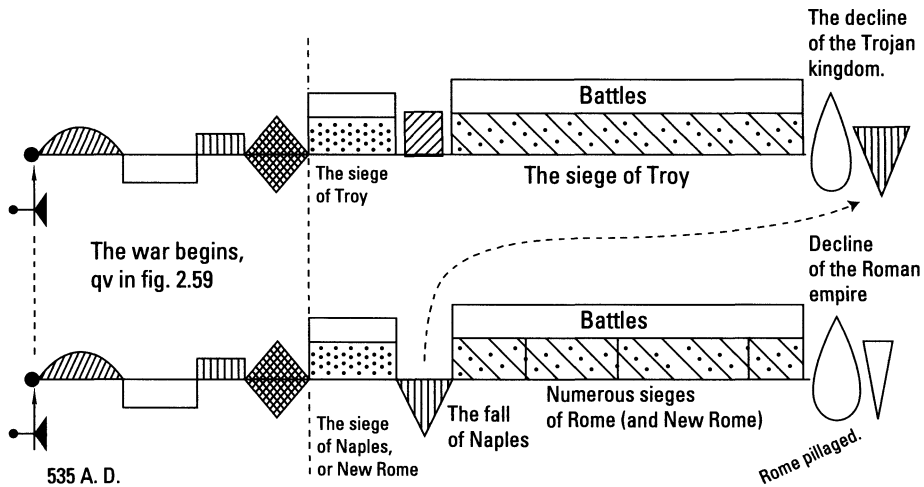 The decline
of the Trojan
kingdom.
Battles
The siege
of Troy
The siege of Troy
The war begins,
qv in fig. 2.59
Decline
of the Roman
empire
Battles
The siege
of Naples,
or New Rome
The fall
of Naples
Numerous sieges
of Rome (and New Rome)
Rome pillaged.
535 A. D.